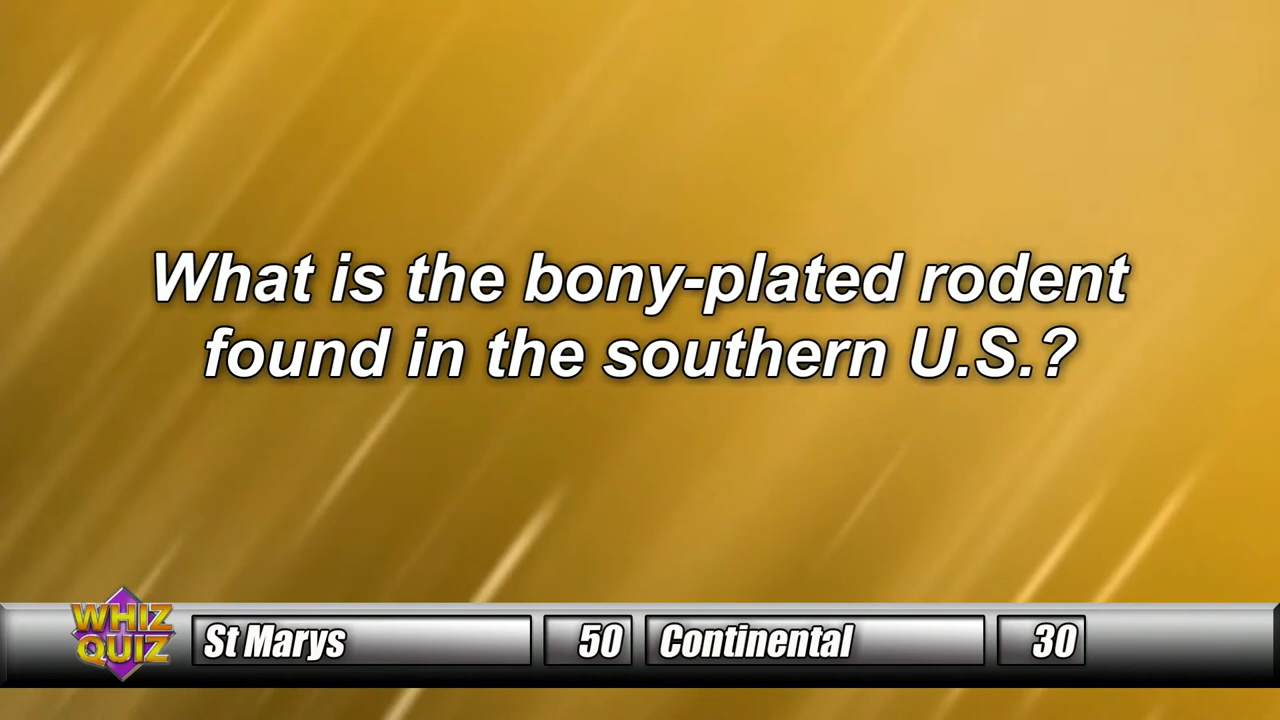 What is the bony-plated rodent
found in the southern U.S.?
WHIZ
QUIZ
St Marys 50 Continental 30